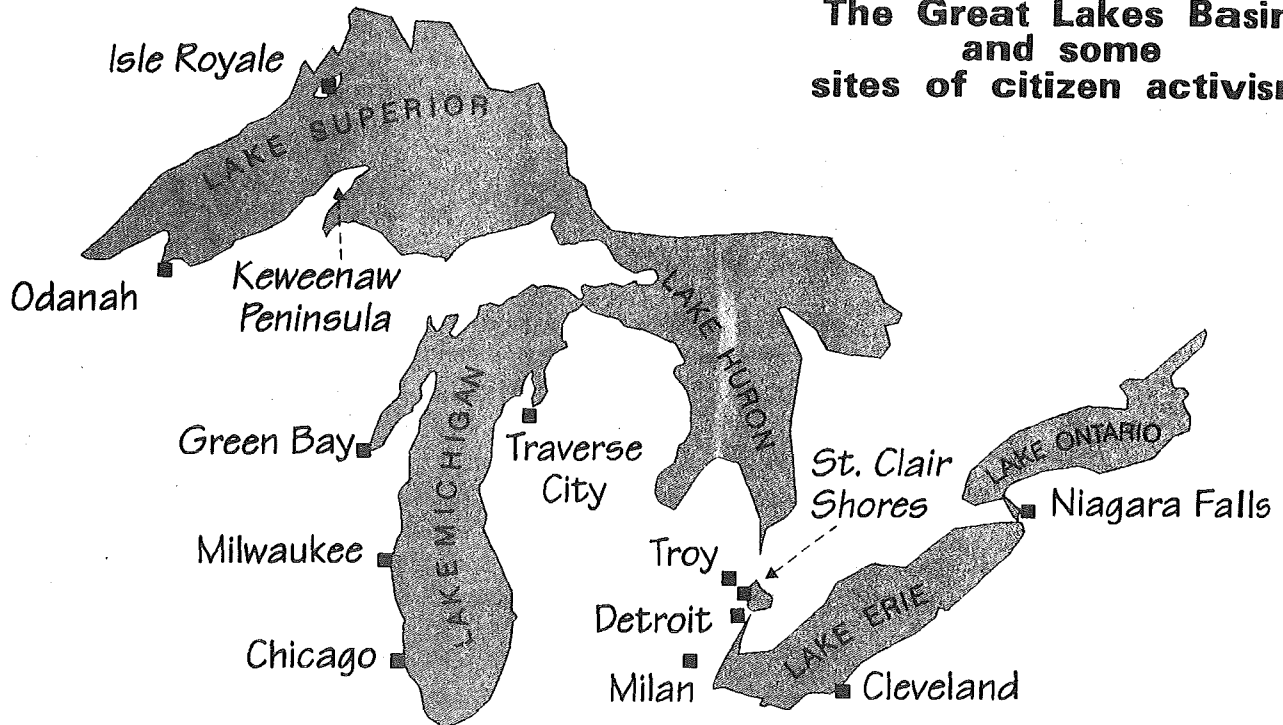 The Great Lakes Basin
and some
sites of citizen activis
Isle Royale
LAKE SUPERIOR
Keweenaw
Peninsula
Odanah
LAKE HURON
LAKE MICHIGAN
Green Bay
Traverse
City
LAKE ONTARIO
St. Clair
Shores
Niagara Falls
Milwaukee
Troy
Detroit
LAKE ERIE
Chicago
Milan
Cleveland